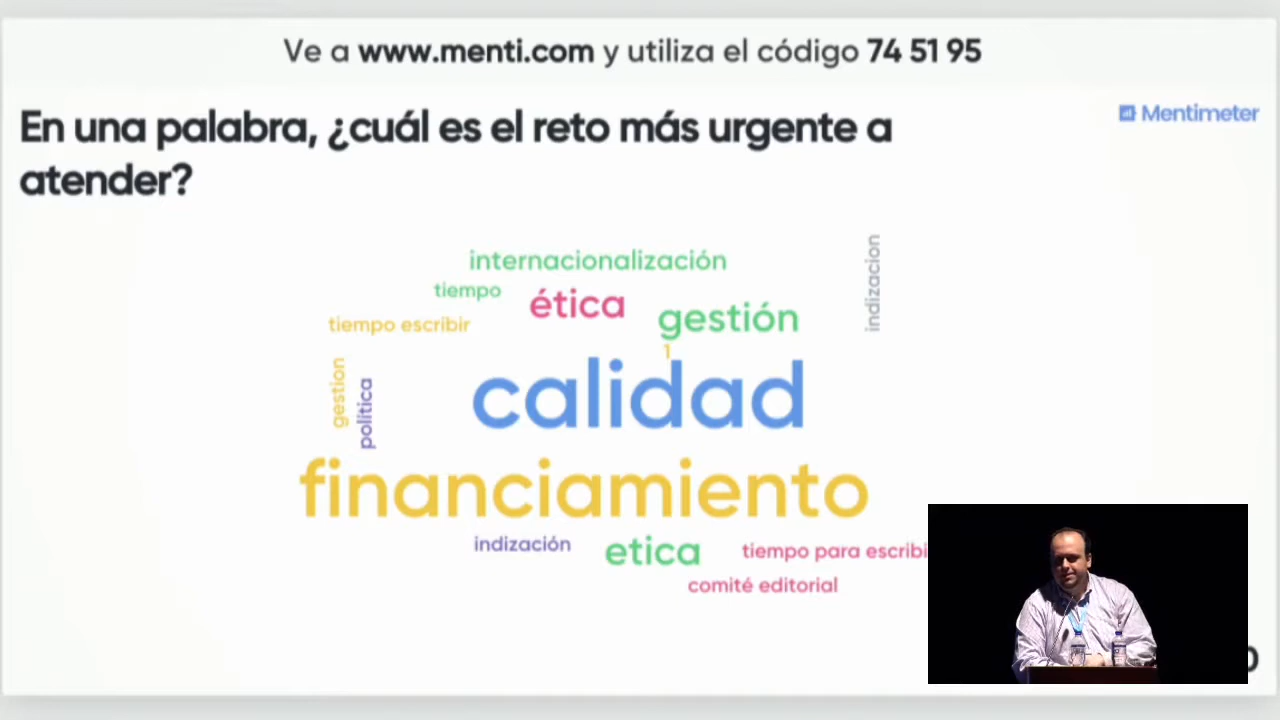 Ve a www.menti.com y utiliza el código 74 51 95
En una palabra, ¿cuál es el reto más urgente a
atender?
Mentimeter
internacionalización
indizacion
tiempo
ética
gestión
tiempo escribir
1
gestion
política
calidad
financiamiento
indización
etica
tiempo para escribi
comité editorial